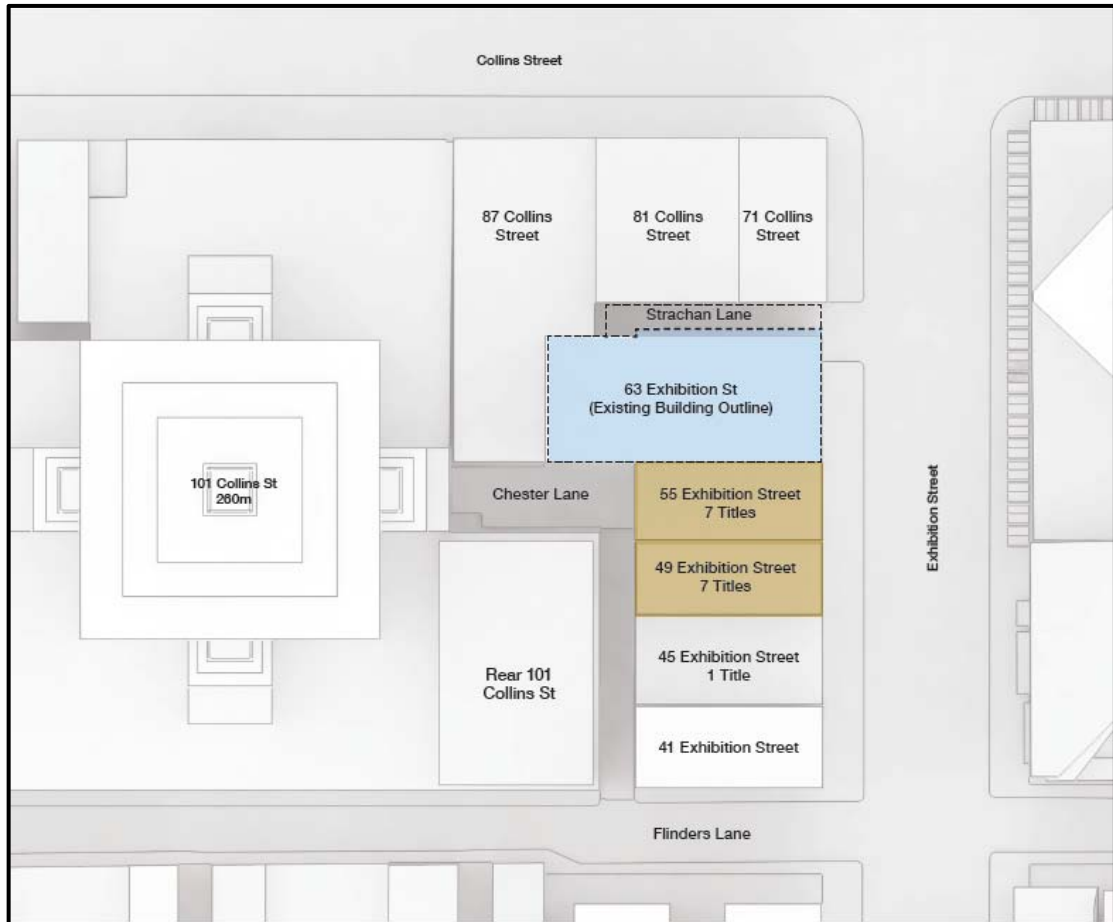 Collins Street
87 Collins
Street
81 Collins
Street
71 Collins
Street
Strachan Lane
63 Exhibition St
(Existing Building Outline)
101 Collins St
260m
Chester Lane
55 Exhibition Street
7 Titles
Exhibition Street
49 Exhibition Street
7 Titles
45 Exhibition Street
1 Title
Rear 101
Collins St
41 Exhibition Street
Flinders Lane